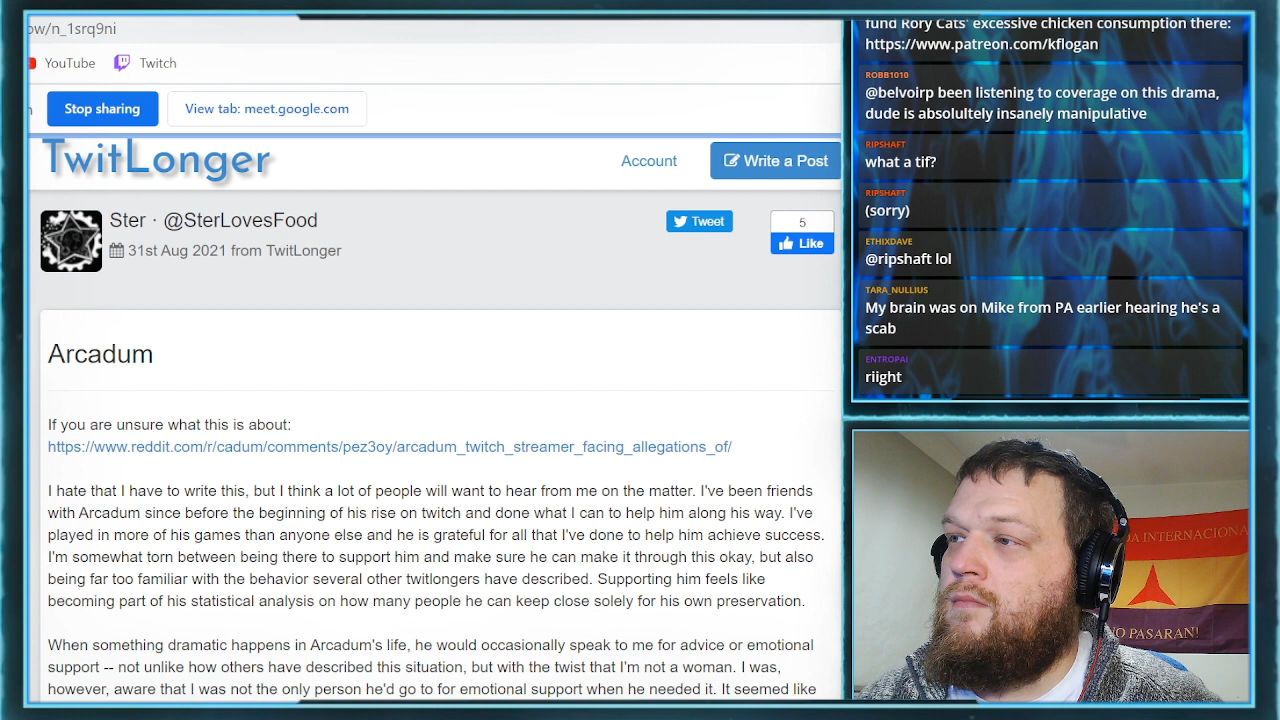 ow/n_1srq9ni
YouTube
Twitch
Stop sharing
View tab: meet.google.com
TwitLonger
Account
Write a Post
Ster · @SterLovesFood
31st Aug 2021 from TwitLonger
Tweet
5
Like
Arcadum
If you are unsure what this is about:
https://www.reddit.com/r/cadum/comments/pez3oy/arcadum_twitch_streamer_facing_allegations_of/
I hate that I have to write this, but I think a lot of people will want to hear from me on the matter. I've been friends
with Arcadum since before the beginning of his rise on twitch and done what I can to help him along his way. I've
played in more of his games than anyone else and he is grateful for all that I've done to help him achieve success.
I'm somewhat torn between being there to support him and make sure he can make it through this okay, but also
being far too familiar with the behavior several other twitlongers have described. Supporting him feels like
becoming part of his statistical analysis on how many people he can keep close solely for his own preservation.
When something dramatic happens in Arcadum's life, he would occasionally speak to me for advice or emotional
support -- not unlike how others have described this situation, but with the twist that I'm not a woman. I was,
however, aware that I was not the only person he'd go to for emotional support when he needed it. It seemed like
fund Rory Cats' excessive chicken consumption there:
https://www.patreon.com/kflogan
ROBB1010
@belvoirp been listening to coverage on this drama,
dude is absolultely insanely manipulative
RIPSHAFT
what a tif?
RIPSHAFT
(sorry)
ETHIXDAVE
@ripshaft lol
TARA_NULLIUS
My brain was on Mike from PA earlier hearing he's a
scab
ENTROPAI
riight
DA INTERNACIONA
NO PASARAN!